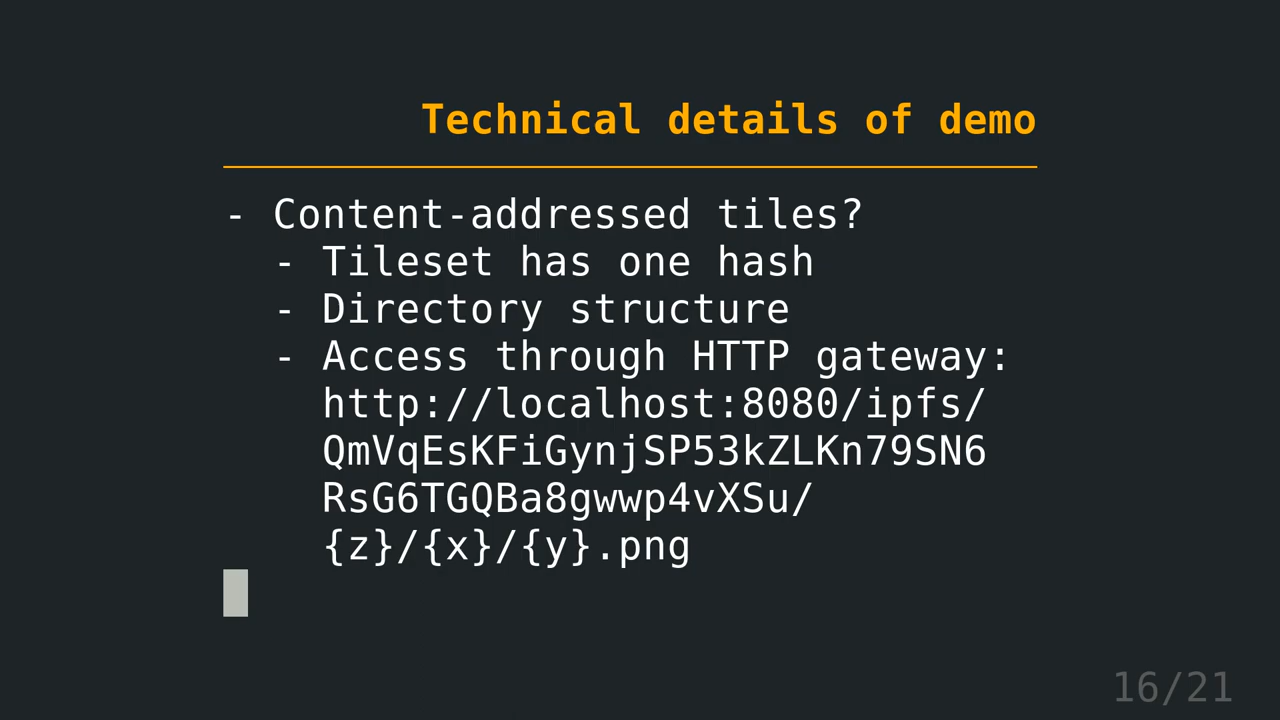 Technical details of demo
- Content-addressed tiles?
- Tileset has one hash
- Directory structure
- Access through HTTP gateway:
http://localhost:8080/ipfs/
QmVqEsKFiGynjSP53kZLKn79SN6
RsG6TGQBa8gwwp4vXSu/
{z}/{x}/{y}.png
16/21